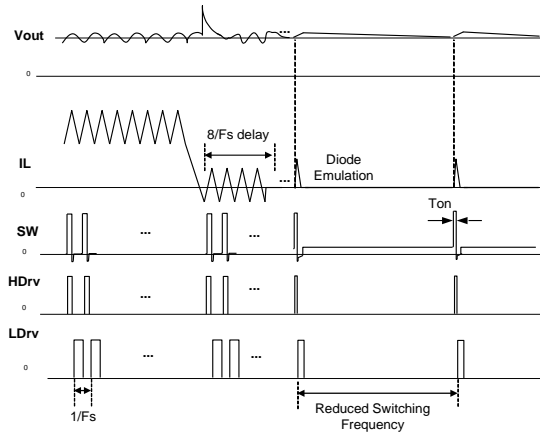 Vout
...
0
8/Fs delay
IL
...
Diode
Emulation
0
Ton
SW
...
...
0
HDrv
...
...
0
LDrv
...
...
0
1/Fs
Reduced Switching
Frequency